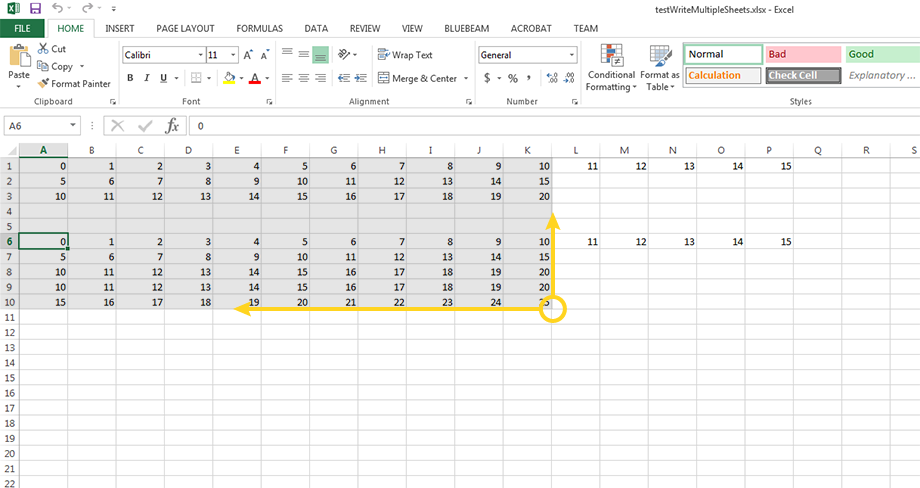 testWriteMultipleSheets.xlsx - Excel
FILE HOME INSERT PAGE LAYOUT FORMULAS DATA REVIEW VIEW BLUEBEAM ACROBAT TEAM
Paste
Cut
Copy
Format Painter
Clipboard
Calibri 11 A A
B I U A
Font
Wrap Text
Merge & Center
Alignment
General
$ % , .00
Number
Conditional Formatting
Format as Table
Normal Bad Good
Calculation Check Cell Explanatory ...
Styles
A6 fx 0
A B C D E F G H I J K L M N O P Q R S
1 0 1 2 3 4 5 6 7 8 9 10 11 12 13 14 15
2 5 6 7 8 9 10 11 12 13 14 15
3 10 11 12 13 14 15 16 17 18 19 20
4
5
6 0 1 2 3 4 5 6 7 8 9 10 11 12 13 14 15
7 5 6 7 8 9 10 11 12 13 14 15
8 10 11 12 13 14 15 16 17 18 19 20
9 10 11 12 13 14 15 16 17 18 19 20
10 15 16 17 18 19 20 21 22 23 24 25
11
12
13
14
15
16
17
18
19
20
21
22